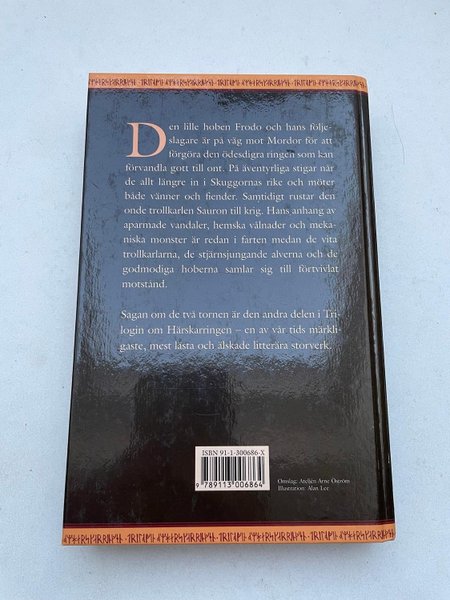 Den lille hoben Frodo och hans följe-
slagare är på väg mot Mordor för att
förgöra den ödesdigra ringen som kan
förvandla gott till ont. På äventyrliga stigar når
de allt längre in i Skuggornas rike och möter
både vänner och fiender. Samtidigt rustar den
onde trollkarlen Sauron till krig. Hans anhang av
aparmade vandaler, hemska vålnader och meka-
niska monster är redan i farten medan de vita
trollkarlarna, de stjärnsjungande alverna och de
godmodiga hoberna samlar sig till förtvivlat
motstånd.
Sagan om de två tornen är den andra delen i Tri-
login om Härskarringen – en av vår tids märkli-
gaste, mest lästa och älskade litterära storverk.
ISBN 91-1-300686-X
9 789113 006864
Omslag: Ateljén Arne Öström
Illustration: Alan Lee